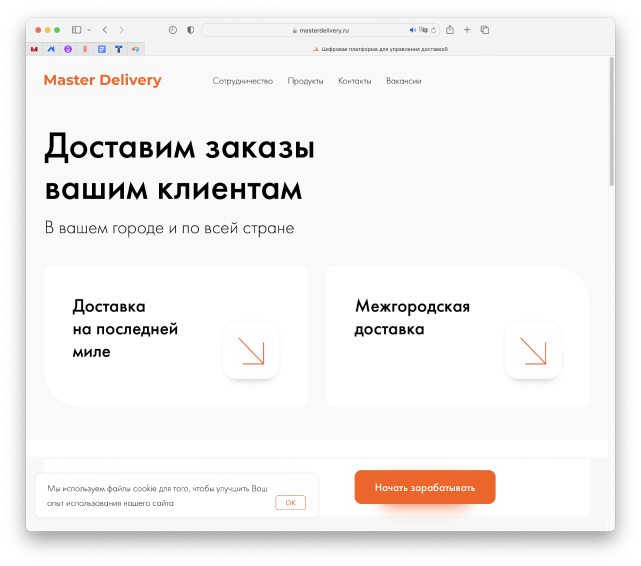 masterdelivery.ru
Цифровая платформа для управления доставкой
Master Delivery
Сотрудничество Продукты Контакты Вакансии
Доставим заказы
вашим клиентам
В вашем городе и по всей стране
Доставка
на последней
миле
Межгородская
доставка
Мы используем файлы cookie для того, чтобы улучшить Ваш
опыт использования нашего сайта
OK
Начать зарабатывать